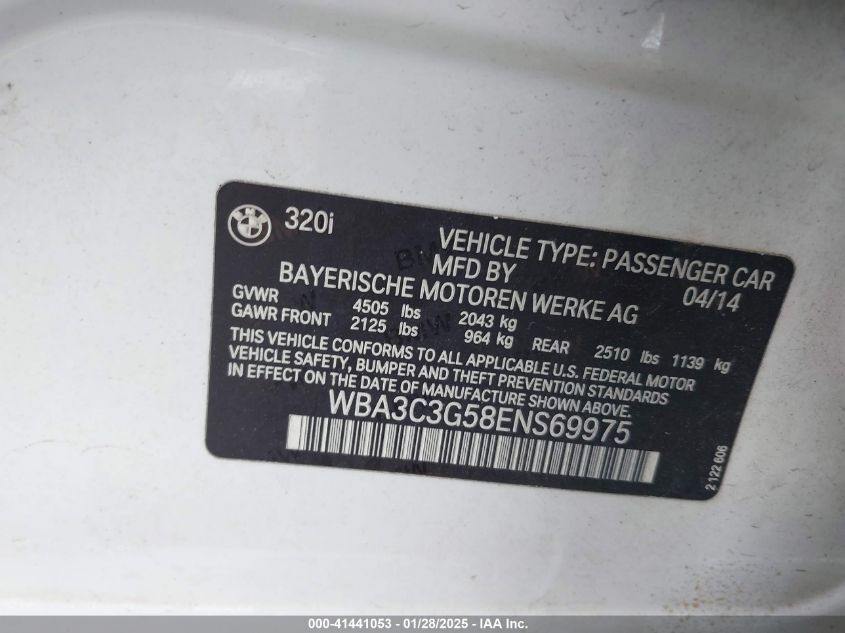 320i
VEHICLE TYPE: PASSENGER CAR
MFD BY 04/14
BAYERISCHE MOTOREN WERKE AG
GVWR 4505 lbs 2043 kg
GAWR FRONT 2125 lbs 964 kg REAR 2510 lbs 1139 kg
THIS VEHICLE CONFORMS TO ALL APPLICABLE U.S. FEDERAL MOTOR
VEHICLE SAFETY, BUMPER AND THEFT PREVENTION STANDARDS
IN EFFECT ON THE DATE OF MANUFACTURE SHOWN ABOVE.
WBA3C3G58ENS69975
2 122 606
000-41441053 - 01/28/2025 - IAA Inc.